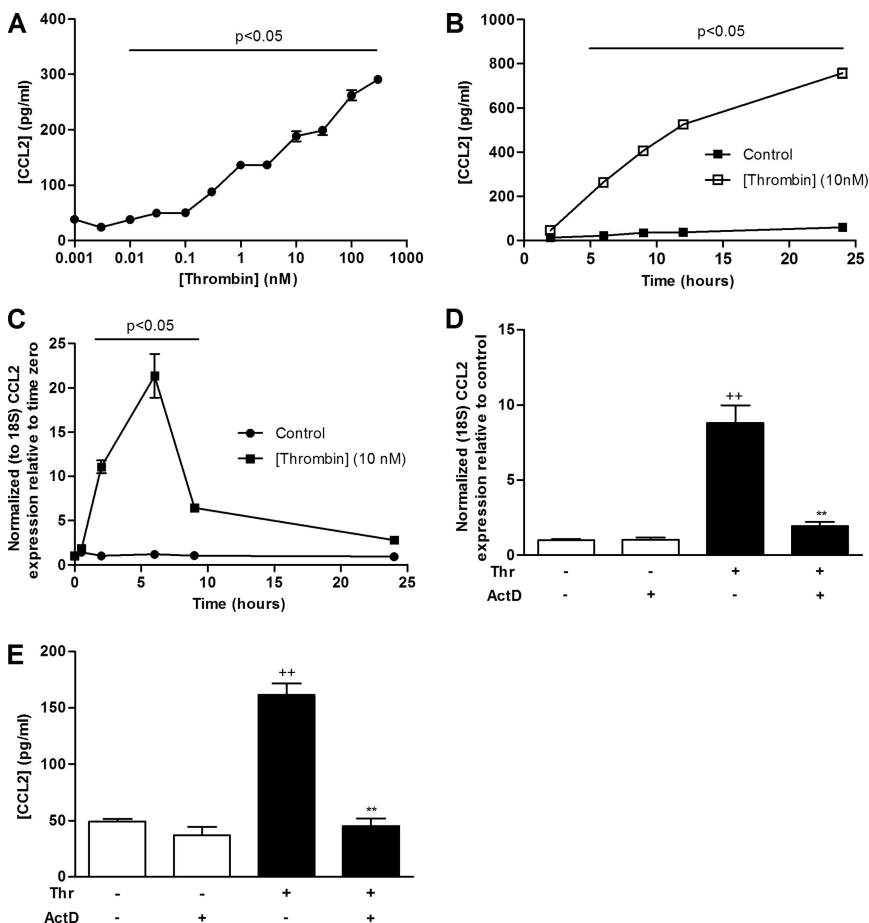 A
p<0.05
[CCL2] (pg/ml)
400
300
200
100
0
0.001 0.01 0.1 1 10 100 1000
[Thrombin] (nM)
B
p<0.05
[CCL2] (pg/ml)
1000
800
600
400
200
0
Control
[Thrombin] (10nM)
0 5 10 15 20 25
Time (hours)
C
p<0.05
Normalized (to 18S) CCL2
expression relative to time zero
25
20
15
10
5
0
Control
[Thrombin] (10 nM)
0 5 10 15 20 25
Time (hours)
D
Normalized (18S) CCL2
expression relative to control
15
10
5
0
++
**
Thr - - + +
ActD - + - +
E
[CCL2] (pg/ml)
200
150
100
50
0
++
**
Thr - - + +
ActD - + - +